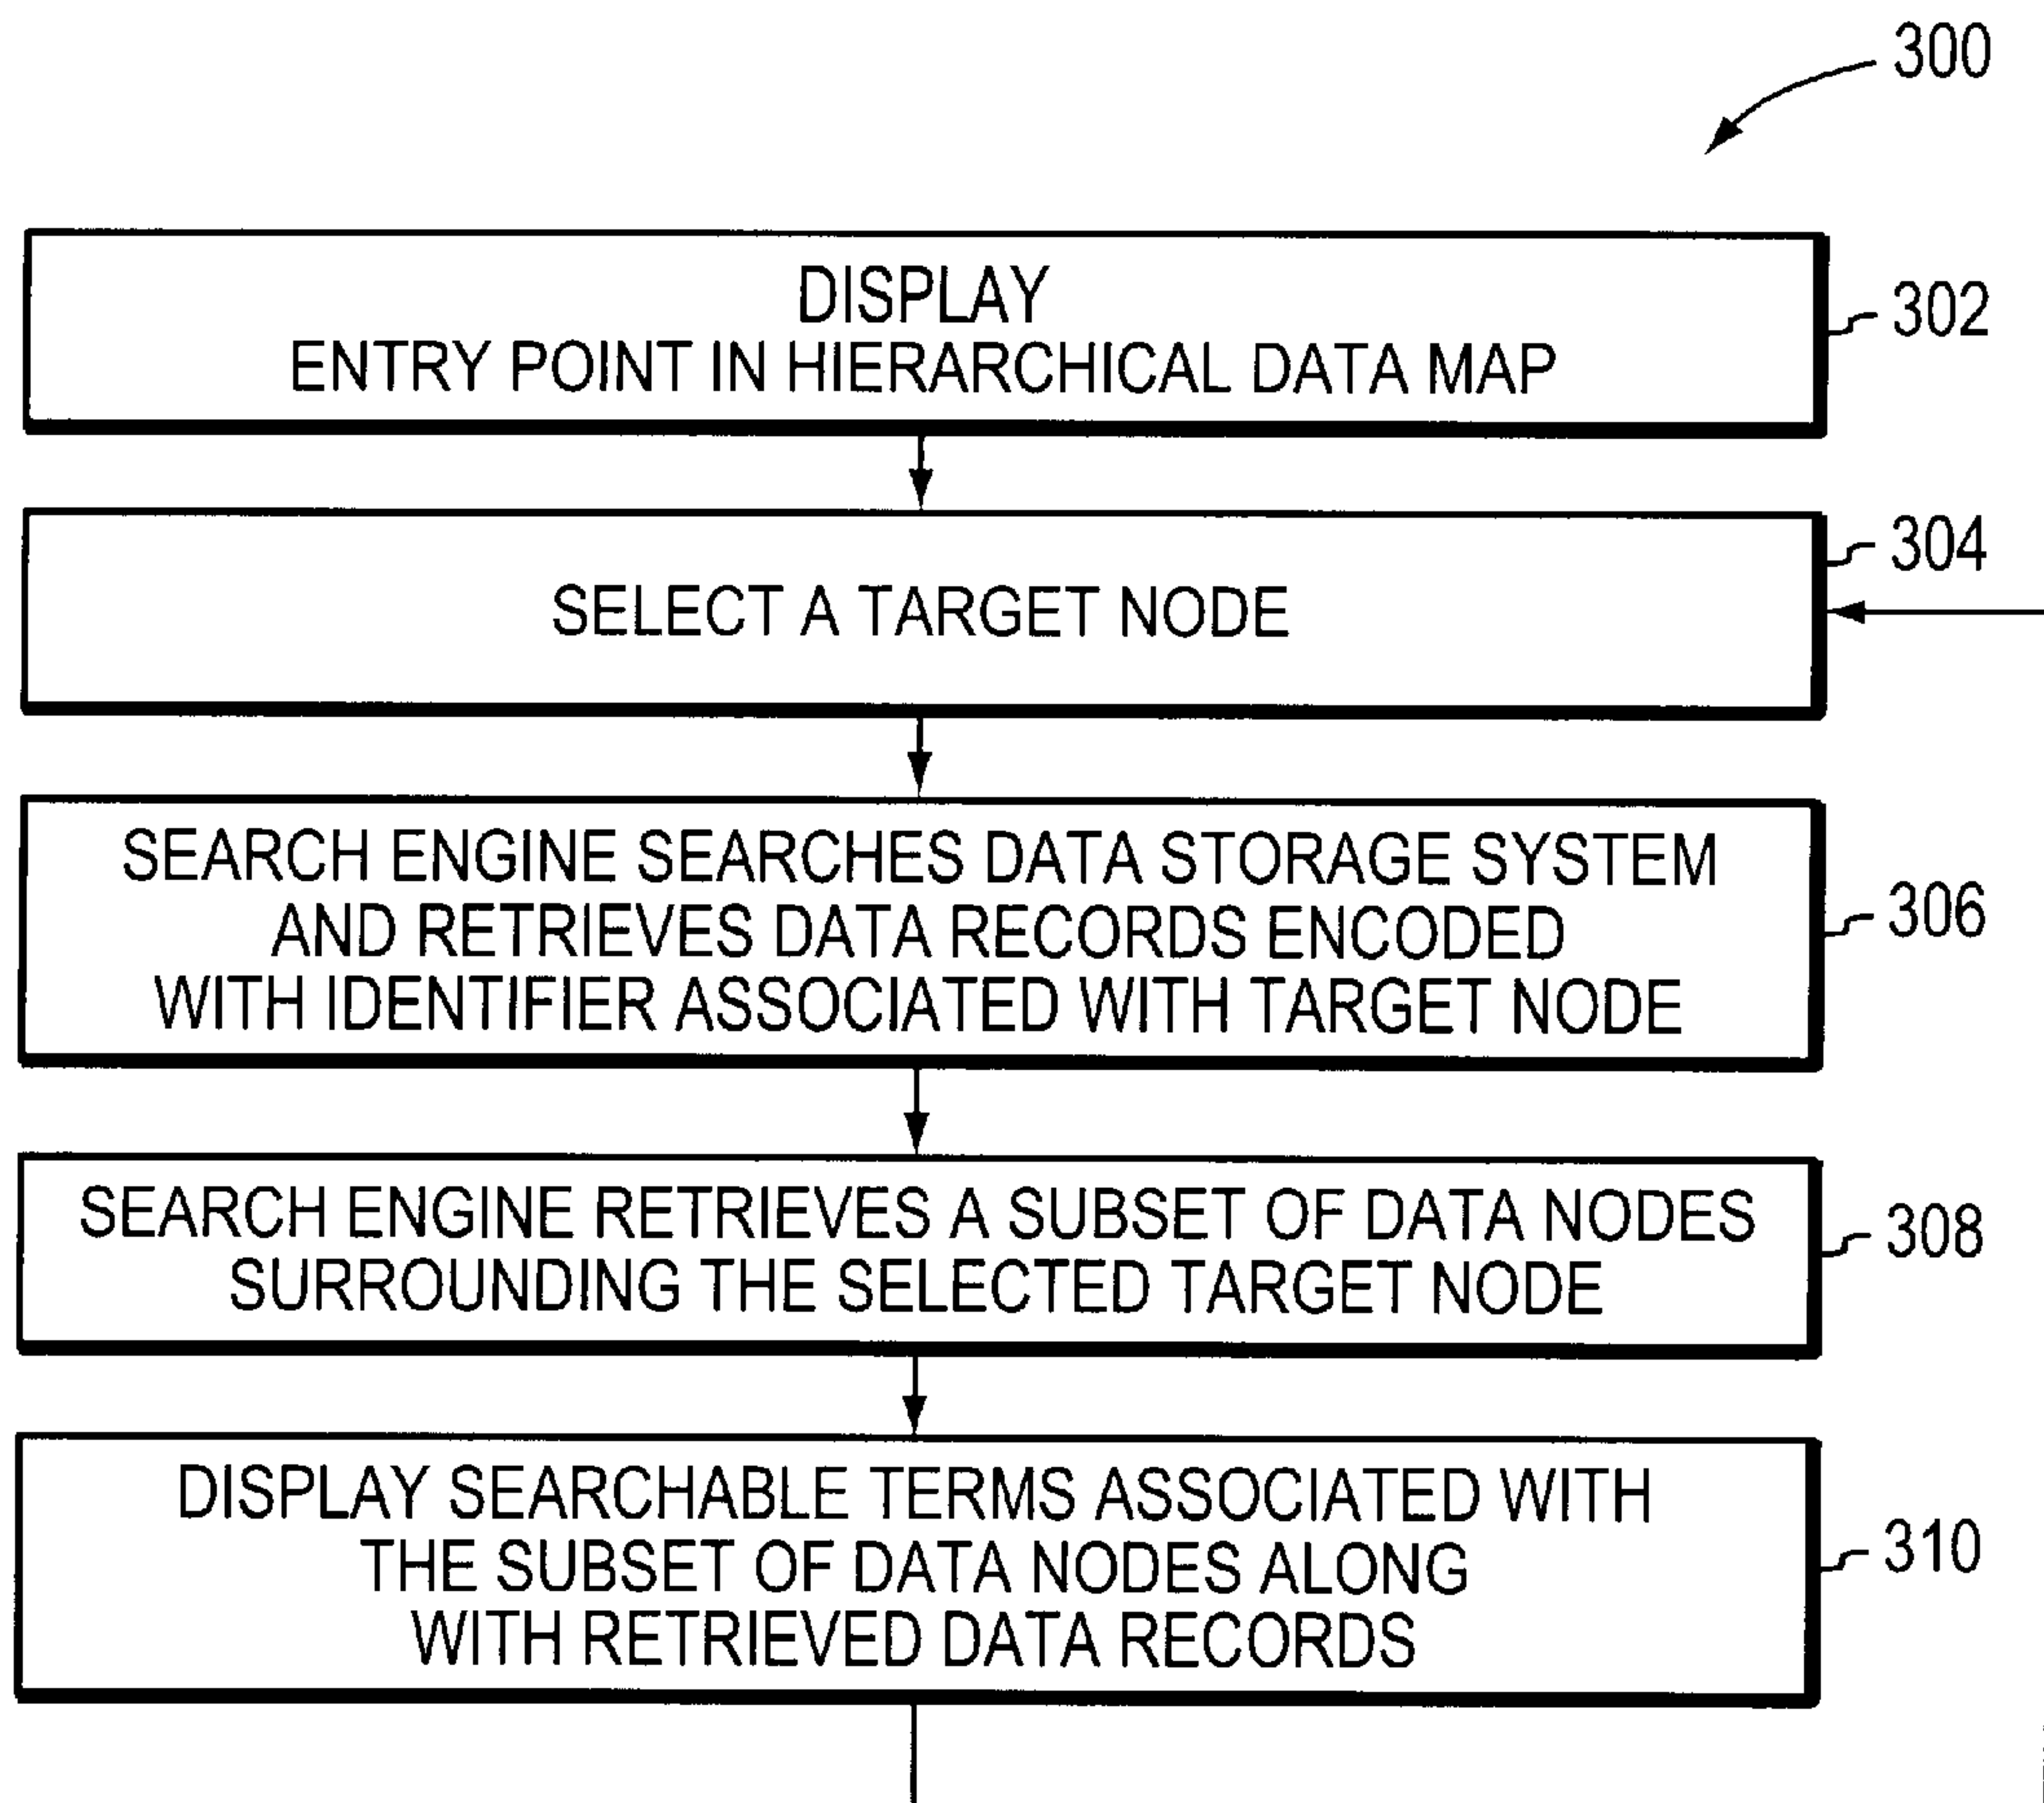 300
DISPLAY
ENTRY POINT IN HIERARCHICAL DATA MAP
302
SELECT A TARGET NODE
304
SEARCH ENGINE SEARCHES DATA STORAGE SYSTEM
AND RETRIEVES DATA RECORDS ENCODED
WITH IDENTIFIER ASSOCIATED WITH TARGET NODE
306
SEARCH ENGINE RETRIEVES A SUBSET OF DATA NODES
SURROUNDING THE SELECTED TARGET NODE
308
DISPLAY SEARCHABLE TERMS ASSOCIATED WITH
THE SUBSET OF DATA NODES ALONG
WITH RETRIEVED DATA RECORDS
310